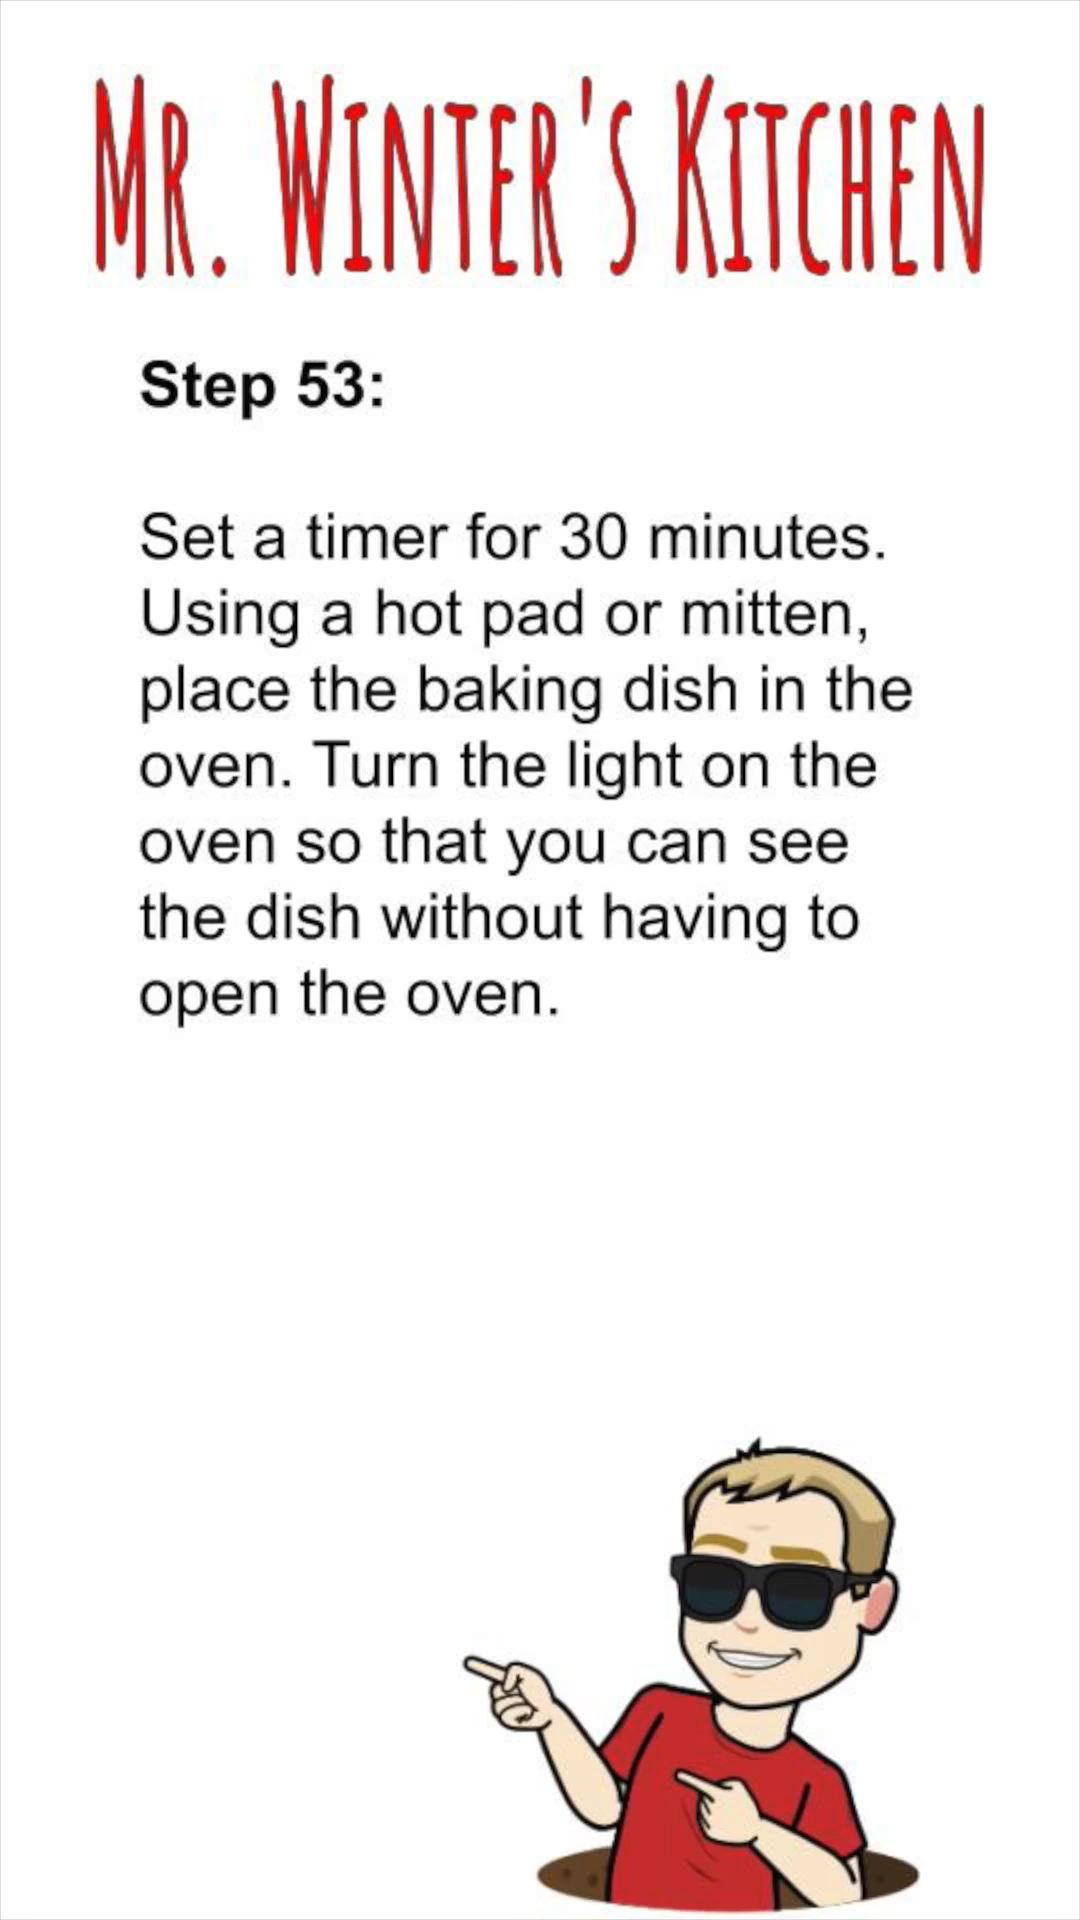 Mr. Winter's Kitchen
Step 53:
Set a timer for 30 minutes.
Using a hot pad or mitten,
place the baking dish in the
oven. Turn the light on the
oven so that you can see
the dish without having to
open the oven.